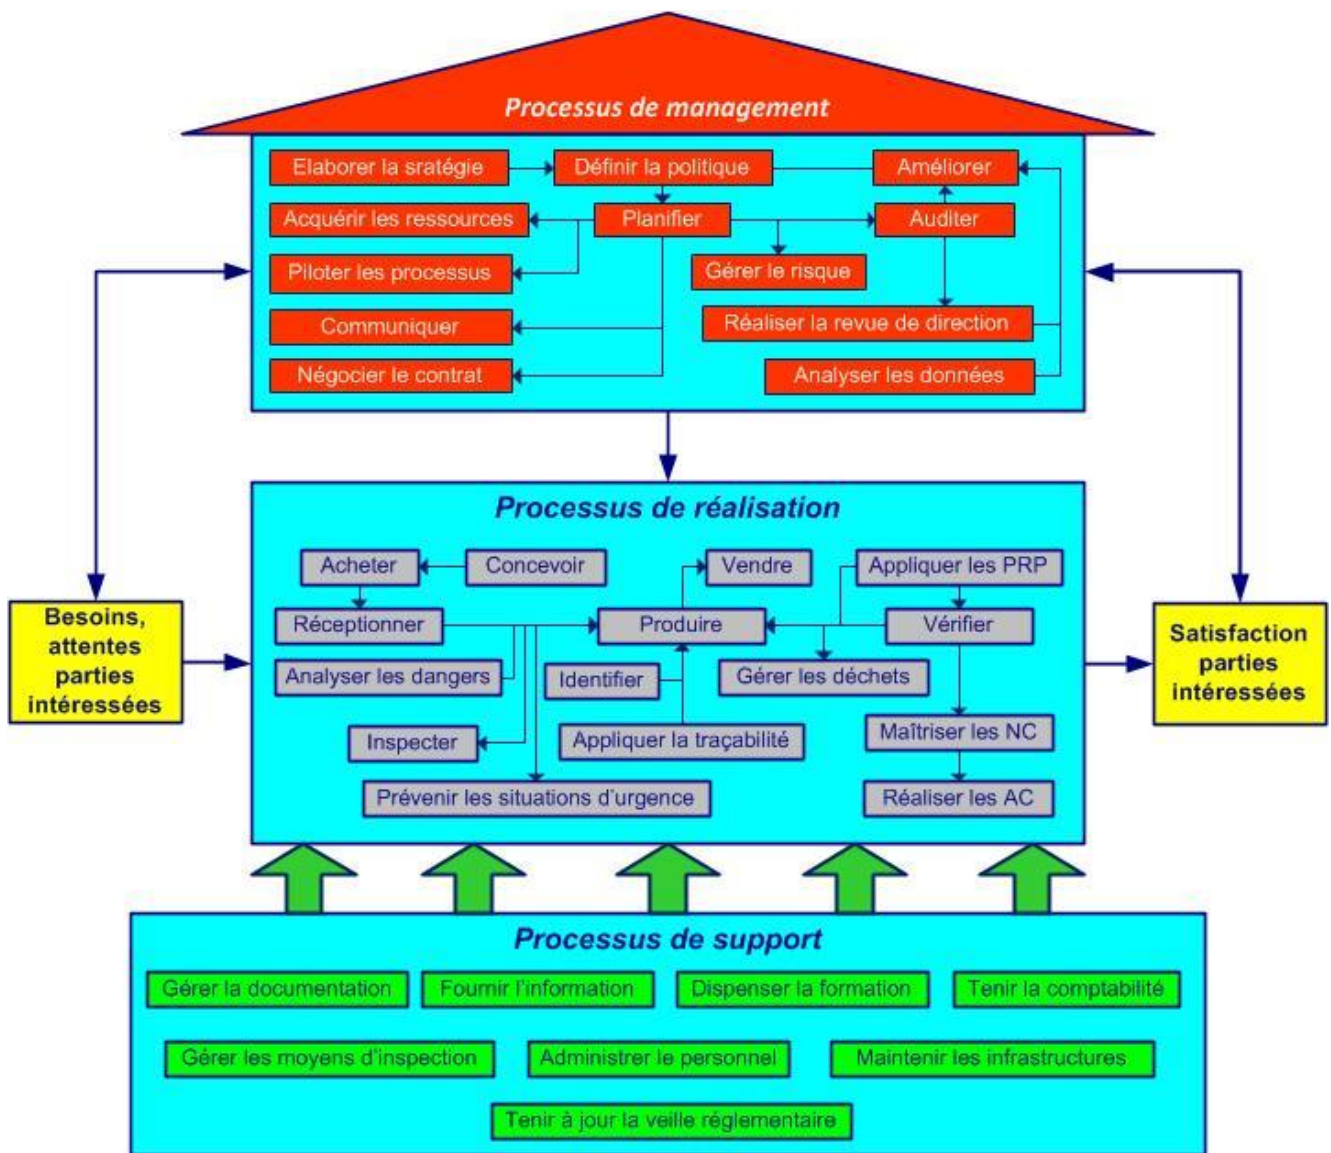 Processus de management
Elaborer la sratégie
Définir la politique
Améliorer
Acquérir les ressources
Planifier
Auditer
Piloter les processus
Gérer le risque
Communiquer
Réaliser la revue de direction
Négocier le contrat
Analyser les données
Processus de réalisation
Acheter
Concevoir
Vendre
Appliquer les PRP
Réceptionner
Produire
Vérifier
Analyser les dangers
Identifier
Gérer les déchets
Inspecter
Appliquer la traçabilité
Maîtriser les NC
Prévenir les situations d'urgence
Réaliser les AC
Besoins,
attentes
parties
intéressées
Satisfaction
parties
intéressées
Processus de support
Gérer la documentation
Fournir l'information
Dispenser la formation
Tenir la comptabilité
Gérer les moyens d'inspection
Administrer le personnel
Maintenir les infrastructures
Tenir à jour la veille réglementaire